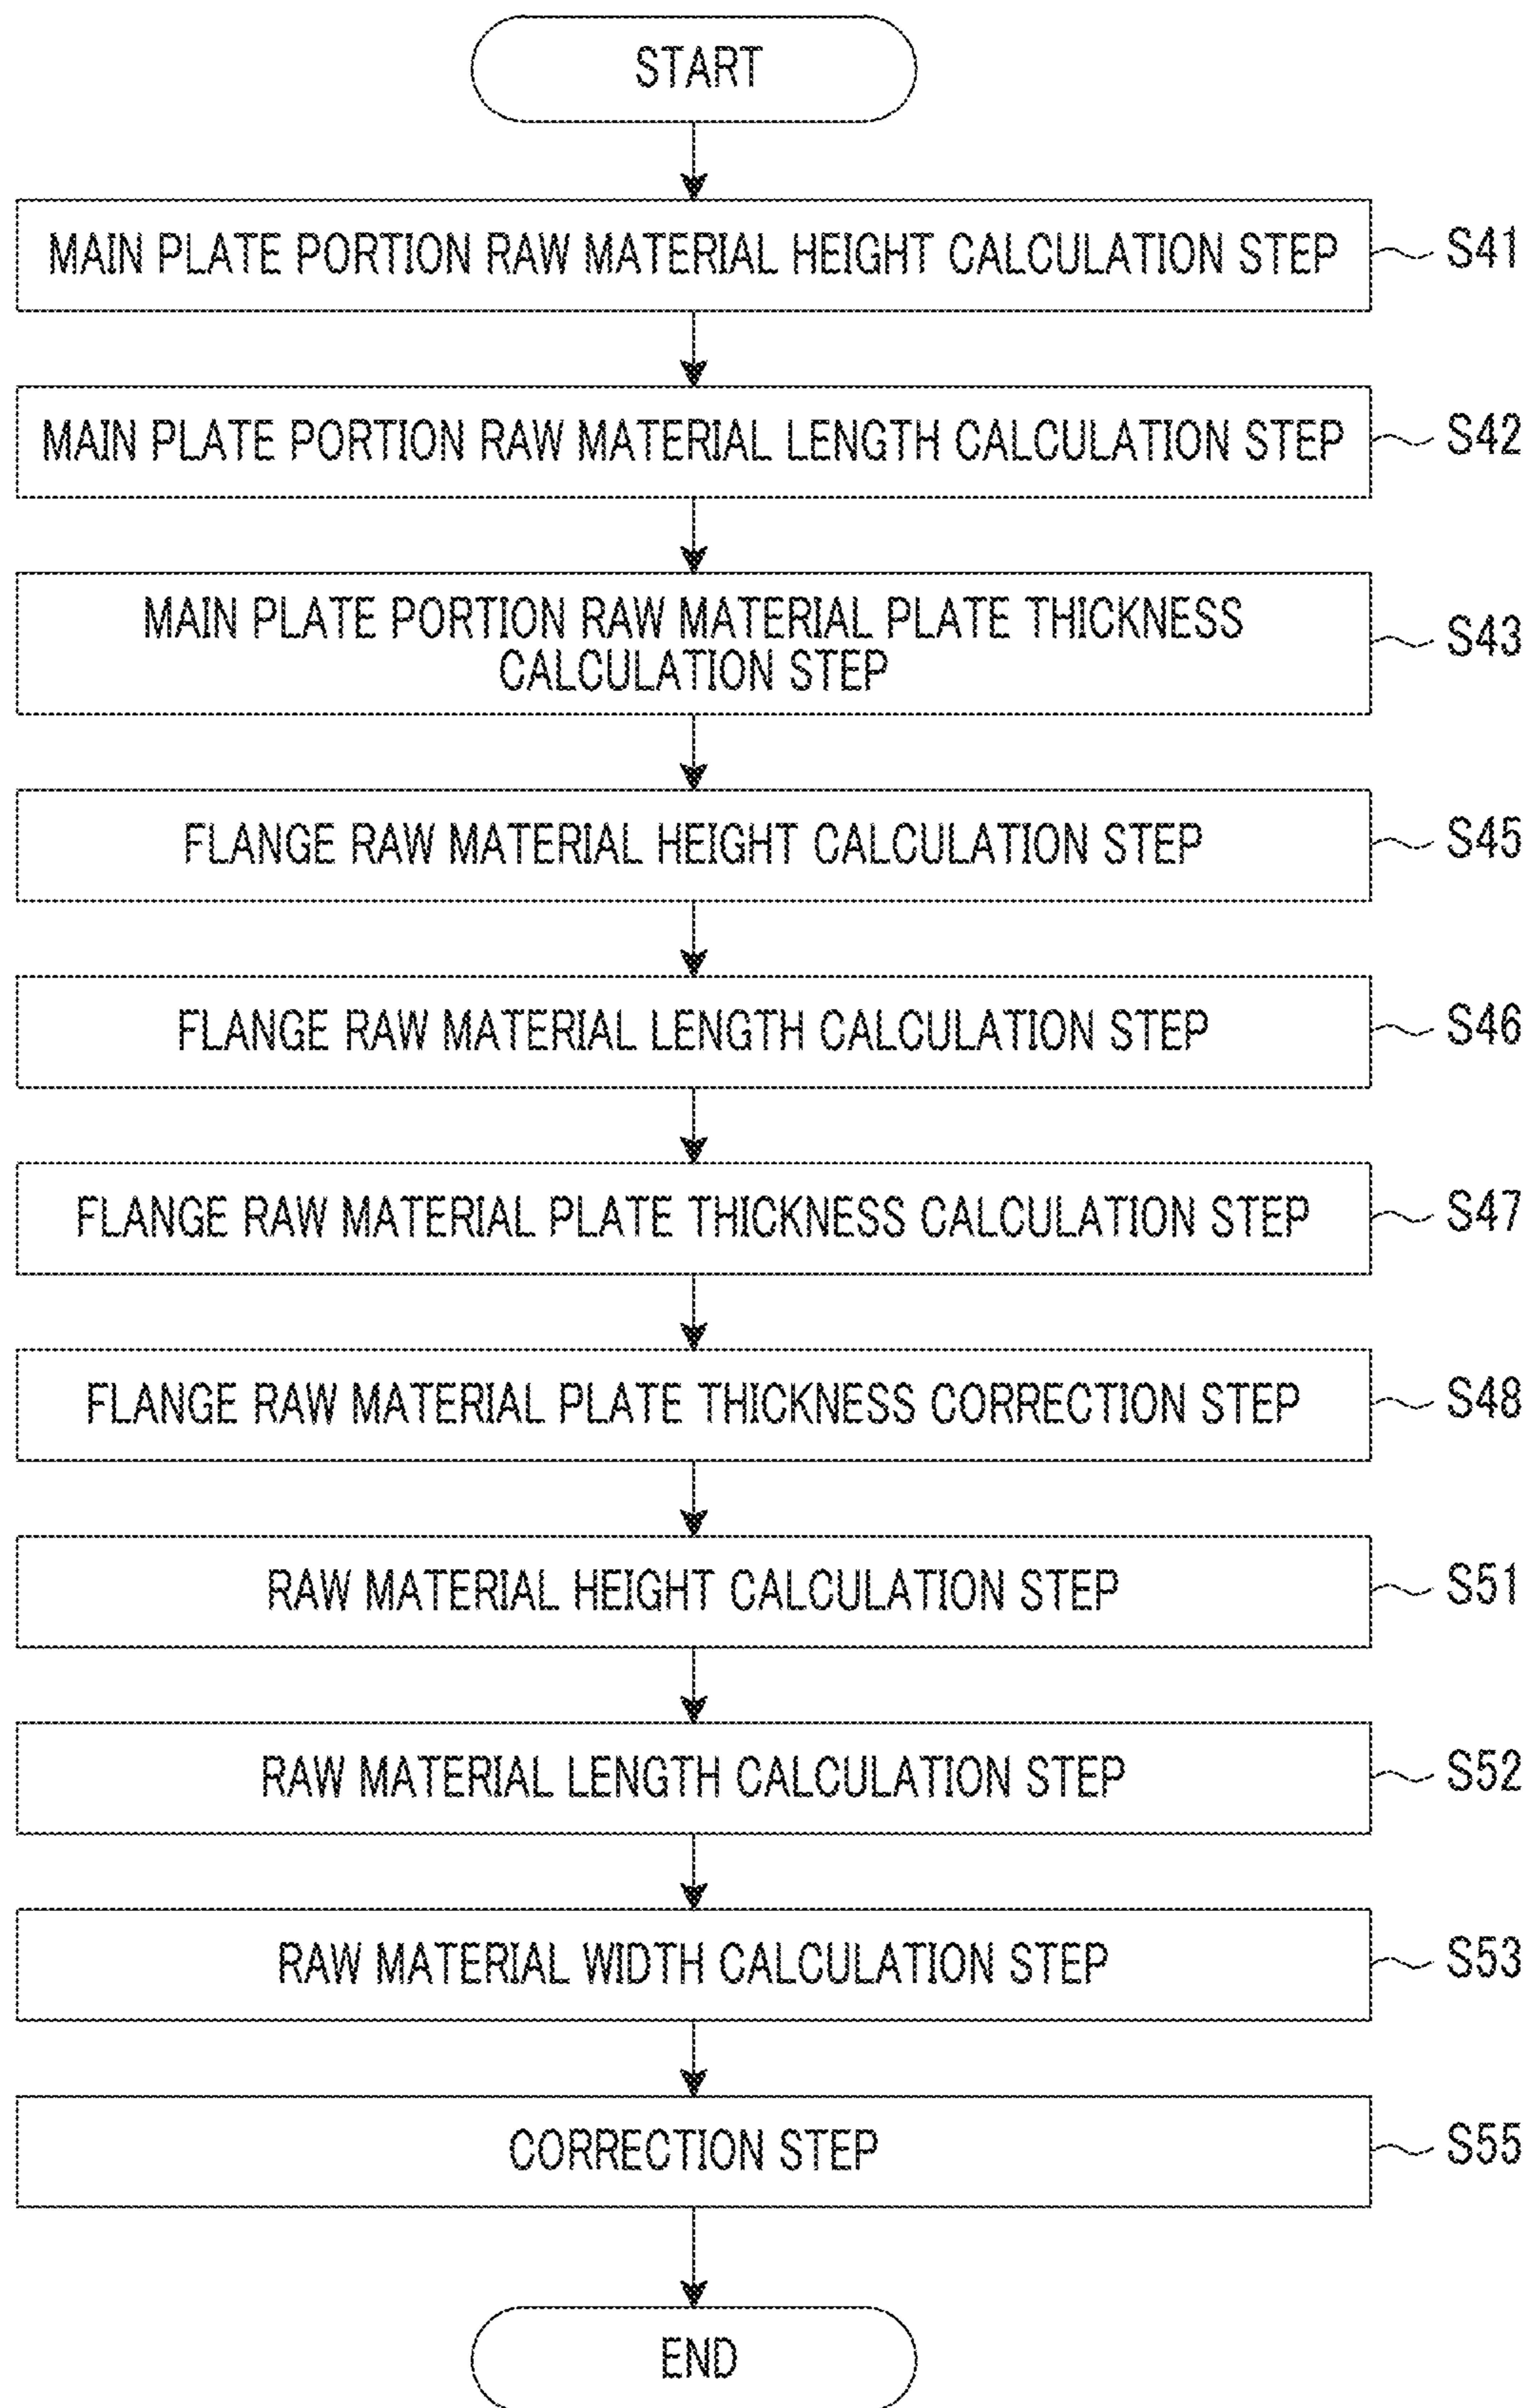 START
MAIN PLATE PORTION RAW MATERIAL HEIGHT CALCULATION STEP
S41
MAIN PLATE PORTION RAW MATERIAL LENGTH CALCULATION STEP
S42
MAIN PLATE PORTION RAW MATERIAL PLATE THICKNESS
CALCULATION STEP
S43
FLANGE RAW MATERIAL HEIGHT CALCULATION STEP
S45
FLANGE RAW MATERIAL LENGTH CALCULATION STEP
S46
FLANGE RAW MATERIAL PLATE THICKNESS CALCULATION STEP
S47
FLANGE RAW MATERIAL PLATE THICKNESS CORRECTION STEP
S48
RAW MATERIAL HEIGHT CALCULATION STEP
S51
RAW MATERIAL LENGTH CALCULATION STEP
S52
RAW MATERIAL WIDTH CALCULATION STEP
S53
CORRECTION STEP
S55
END